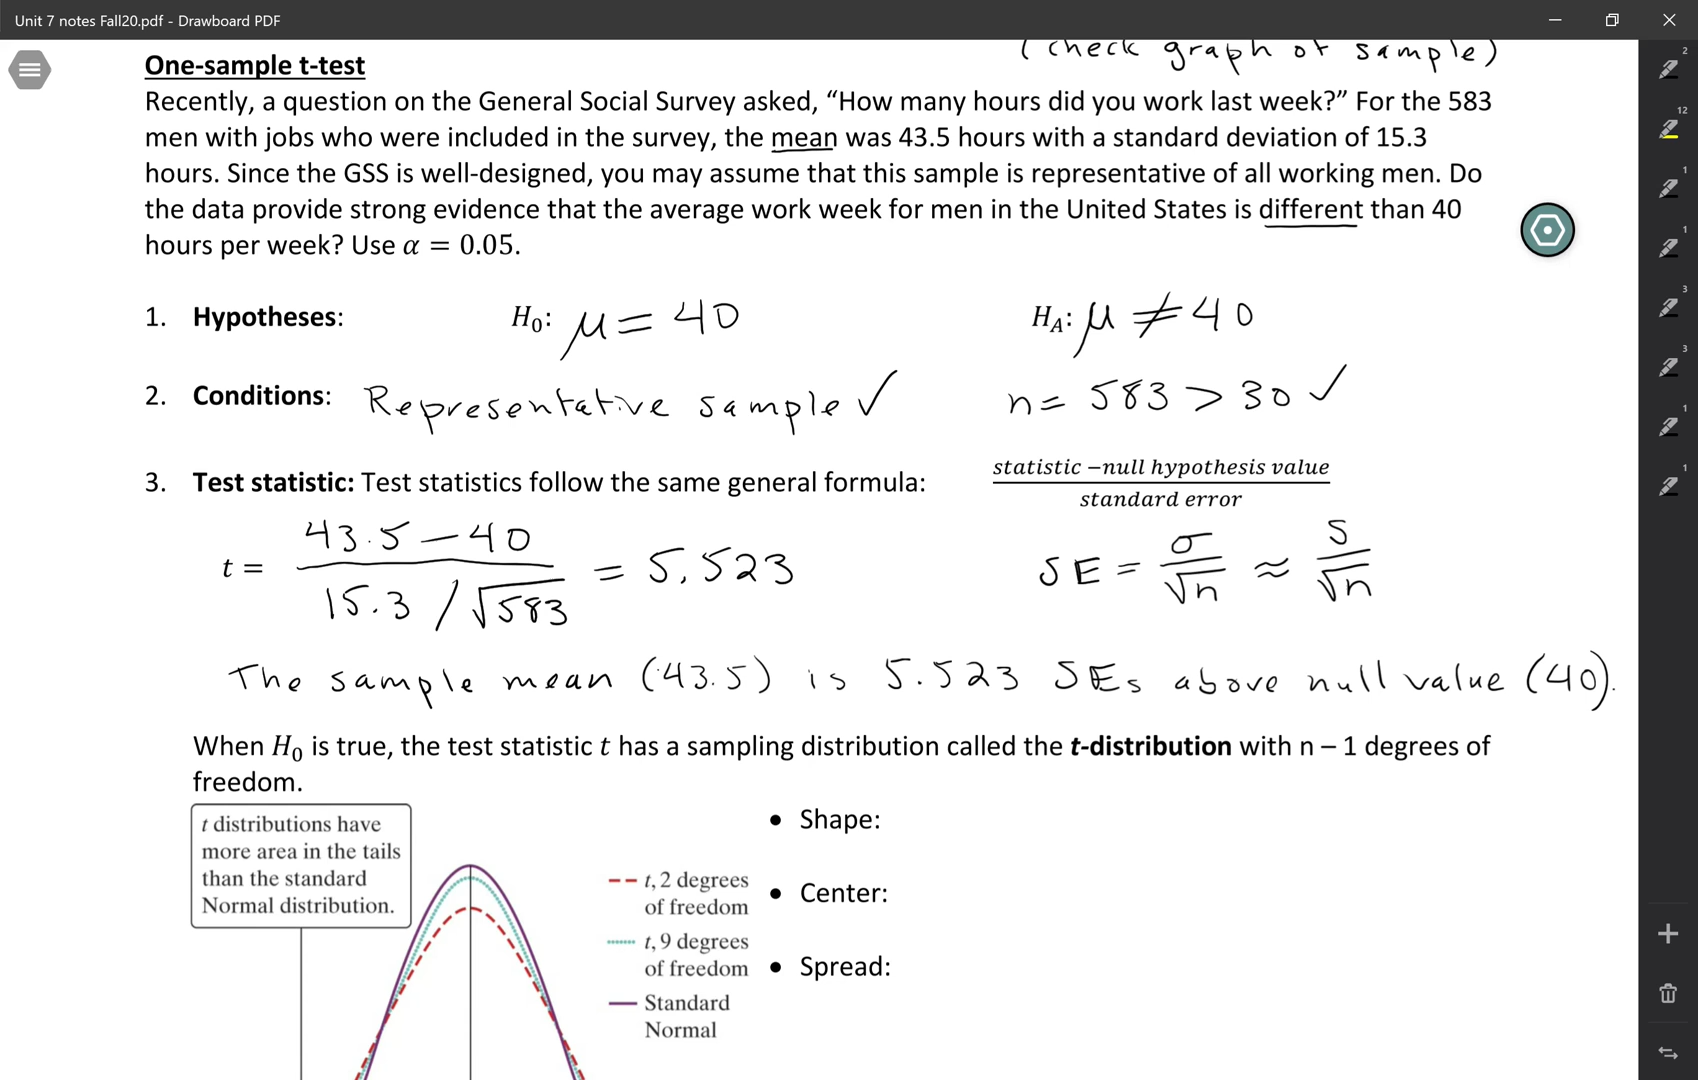 Unit 7 notes Fall20.pdf - Drawboard PDF
(check graph of sample)
One-sample t-test
Recently, a question on the General Social Survey asked, “How many hours did you work last week?” For the 583
men with jobs who were included in the survey, the mean was 43.5 hours with a standard deviation of 15.3
hours. Since the GSS is well-designed, you may assume that this sample is representative of all working men. Do
the data provide strong evidence that the average work week for men in the United States is different than 40
hours per week? Use α = 0.05.
1. Hypotheses: H₀: μ = 40 H_A: μ ≠ 40
2. Conditions: Representative sample ✓ n = 583 > 30 ✓
3. Test statistic: Test statistics follow the same general formula: statistic −null hypothesis value
standard error
43.5 − 40
t = = 5.523
15.3 / √583
SE = σ/√n ≈ s/√n
The sample mean (43.5) is 5.523 SEs above null value (40).
When H₀ is true, the test statistic t has a sampling distribution called the t-distribution with n – 1 degrees of
freedom.
t distributions have
more area in the tails
than the standard
Normal distribution.
t, 2 degrees
of freedom
t, 9 degrees
of freedom
Standard
Normal
• Shape:
• Center:
• Spread:
2
12
1
1
3
3
1
1